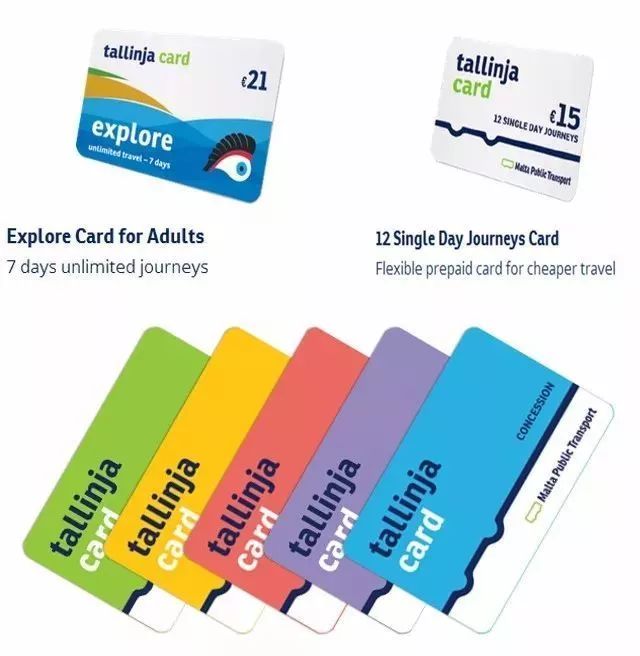 tallinja card
€21
explore
unlimited travel – 7 days
tallinja
card
€15
12 SINGLE DAY JOURNEYS
Malta Public Transport
Explore Card for Adults
7 days unlimited journeys
12 Single Day Journeys Card
Flexible prepaid card for cheaper travel
tallinja
card
tallinja
card
tallinja
card
tallinja
card
tallinja
card
CONCESSION
Malta Public Transport